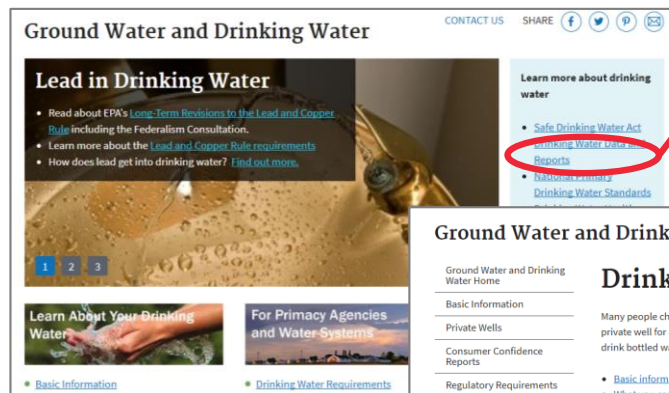 Ground Water and Drinking Water
CONTACT US SHARE
Lead in Drinking Water
• Read about EPA's Long-Term Revisions to the Lead and Copper
Rule including the Federalism Consultation.
• Learn more about the Lead and Copper Rule requirements
• How does lead get into drinking water? Find out more.
1 2 3
Learn more about drinking
water
• Safe Drinking Water Act
Drinking Water Data and
Reports
• National Primary
Drinking Water Standards
Learn About Your Drinking
Water
• Basic Information
For Primacy Agencies
and Water Systems
• Drinking Water Requirements
Ground Water and Drink
Ground Water and Drinking
Water Home
Basic Information
Private Wells
Consumer Confidence
Reports
Regulatory Requirements
Drink
Many people ch
private well for
drink bottled wa
• Basic inform